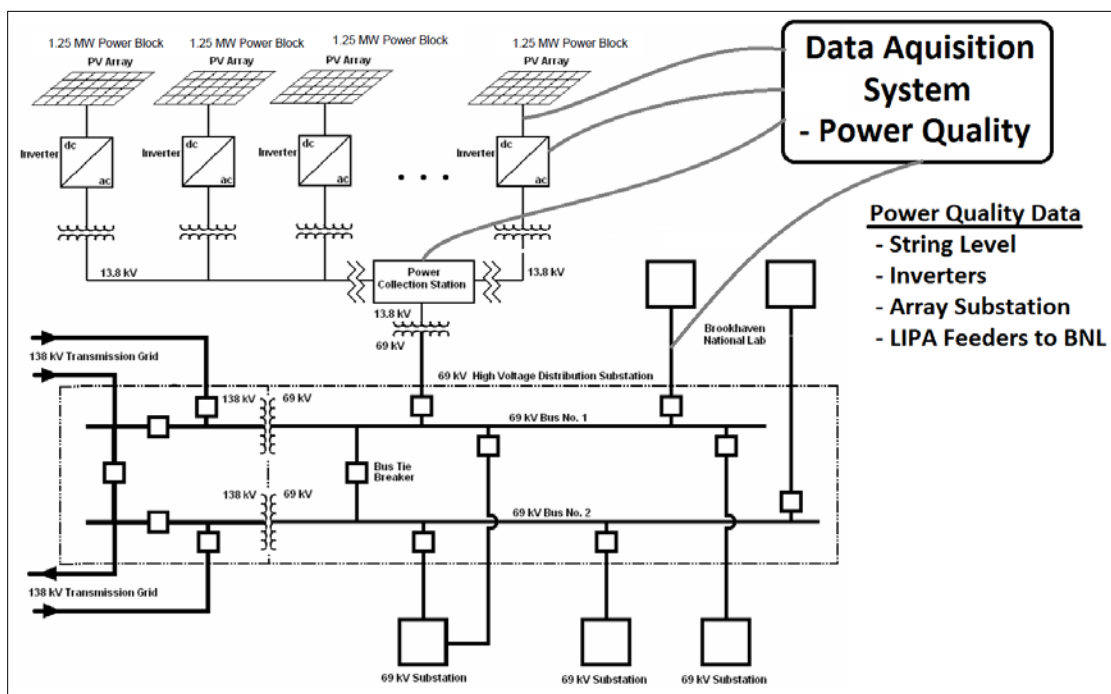 1.25 MW Power Block
PV Array
1.25 MW Power Block
PV Array
1.25 MW Power Block
PV Array
1.25 MW Power Block
PV Array
Data Aquisition
System
- Power Quality
Inverter
dc
ac
Inverter
dc
ac
Inverter
dc
ac
Inverter
dc
ac
Power Quality Data
- String Level
- Inverters
- Array Substation
- LIPA Feeders to BNL
13.8 kV
Power
Collection Station
13.8 kV
13.8 kV
69 kV
Brookhaven
National Lab
138 kV Transmission Grid
69 kV High Voltage Distribution Substation
138 kV
69 kV
69 kV Bus No. 1
Bus Tie
Breaker
138 kV
69 kV
69 kV Bus No. 2
138 kV Transmission Grid
69 kV Substation
69 kV Substation
69 kV Substation